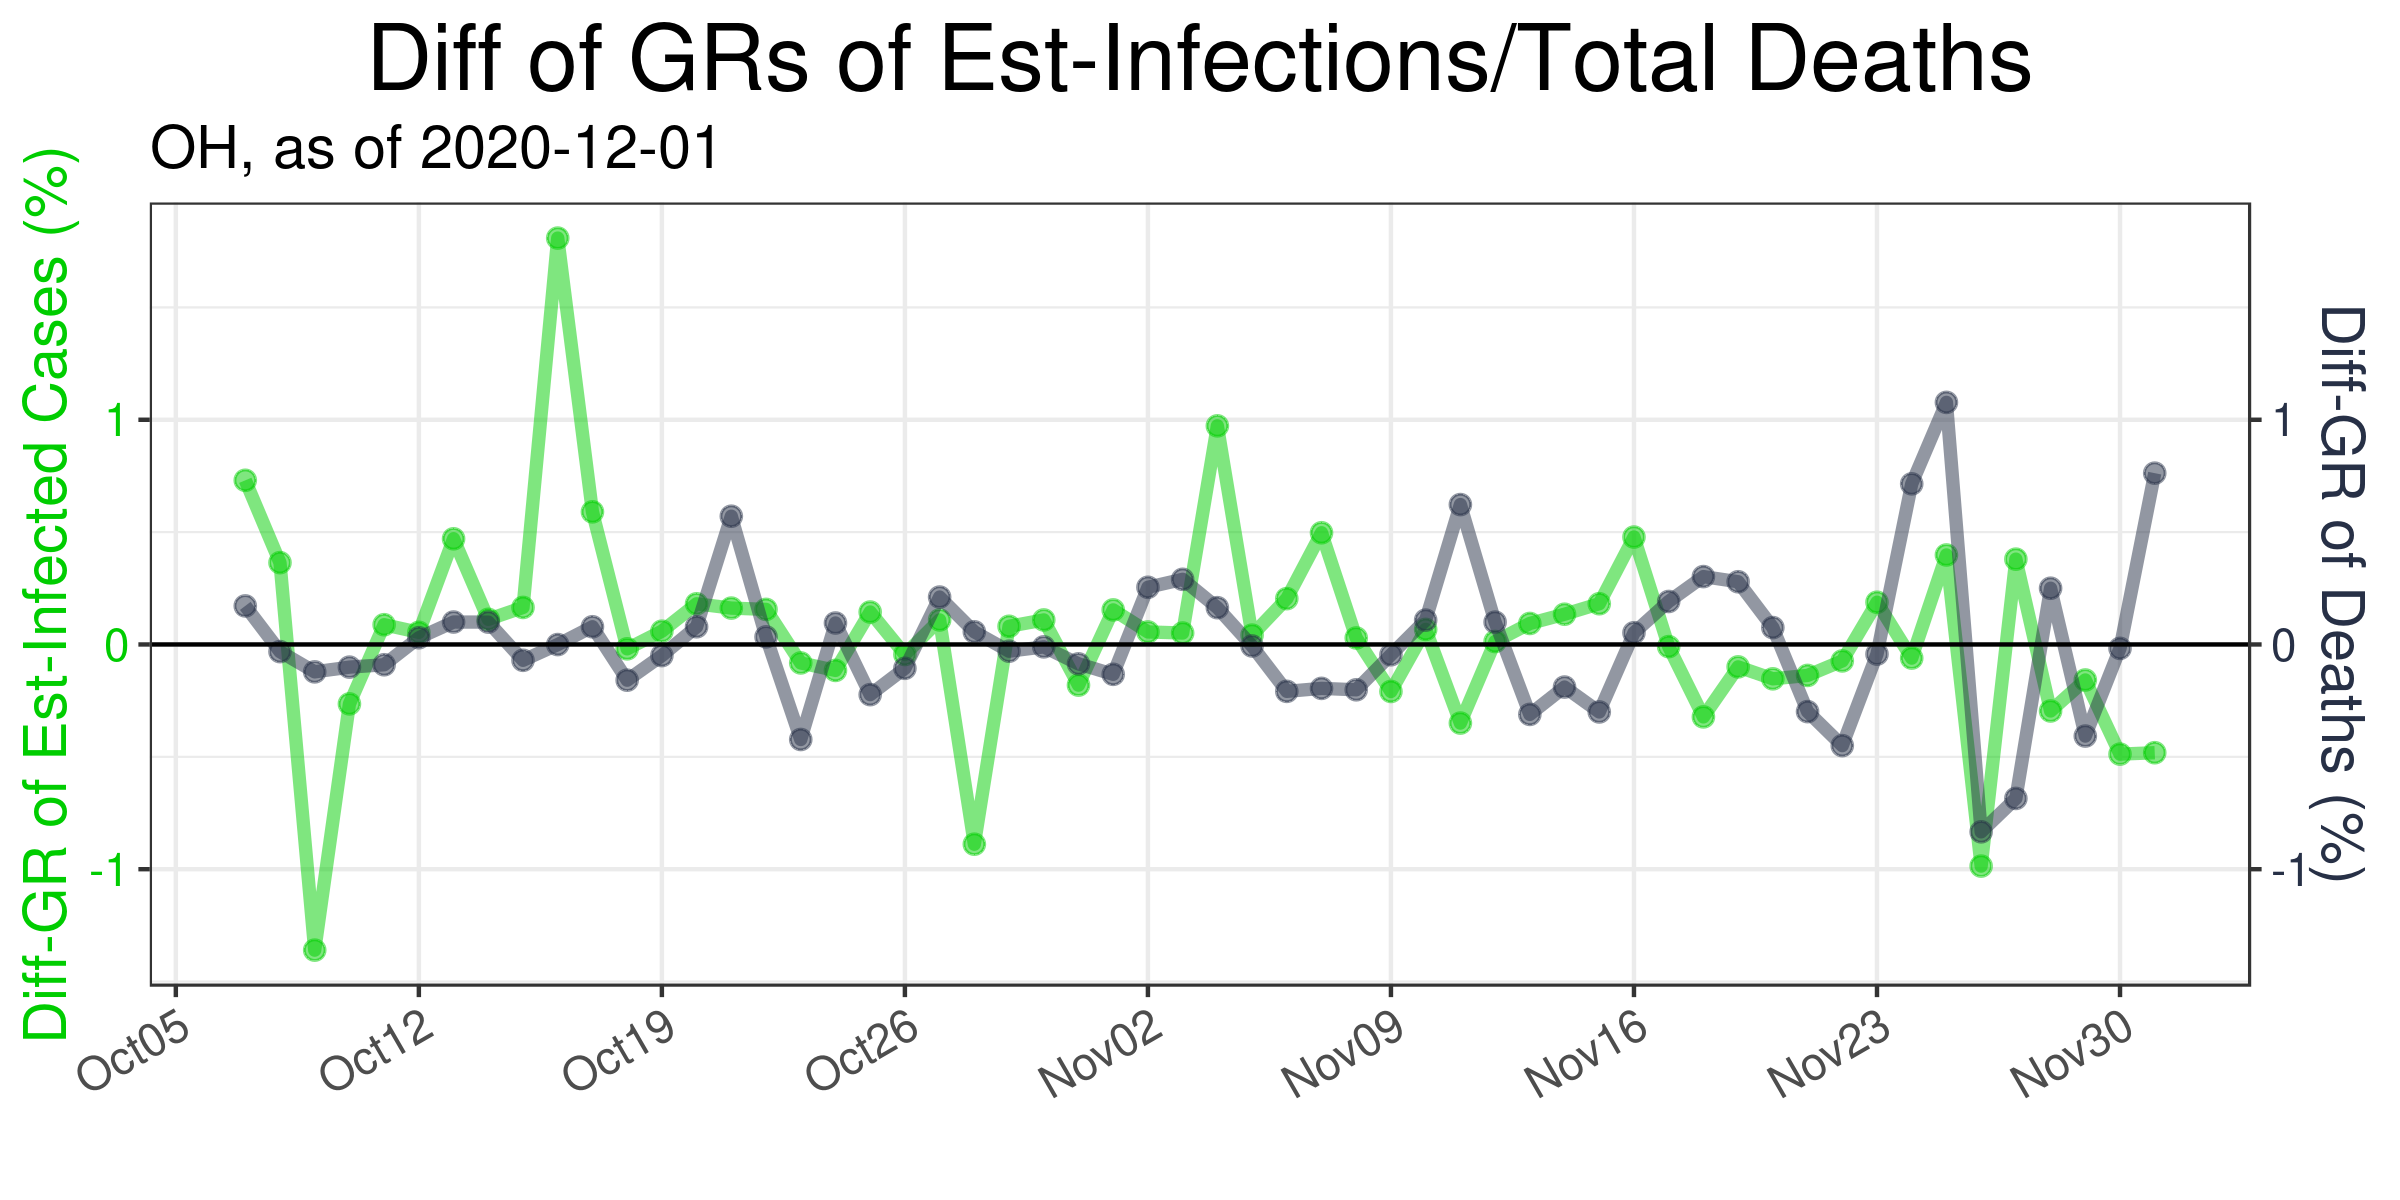 Diff of GRs of Est-Infections/Total Deaths
OH, as of 2020-12-01
Diff-GR of Est-Infected Cases (%)
1
0
-1
1
0
-1
Diff-GR of Deaths (%)
Oct05
Oct12
Oct19
Oct26
Nov02
Nov09
Nov16
Nov23
Nov30